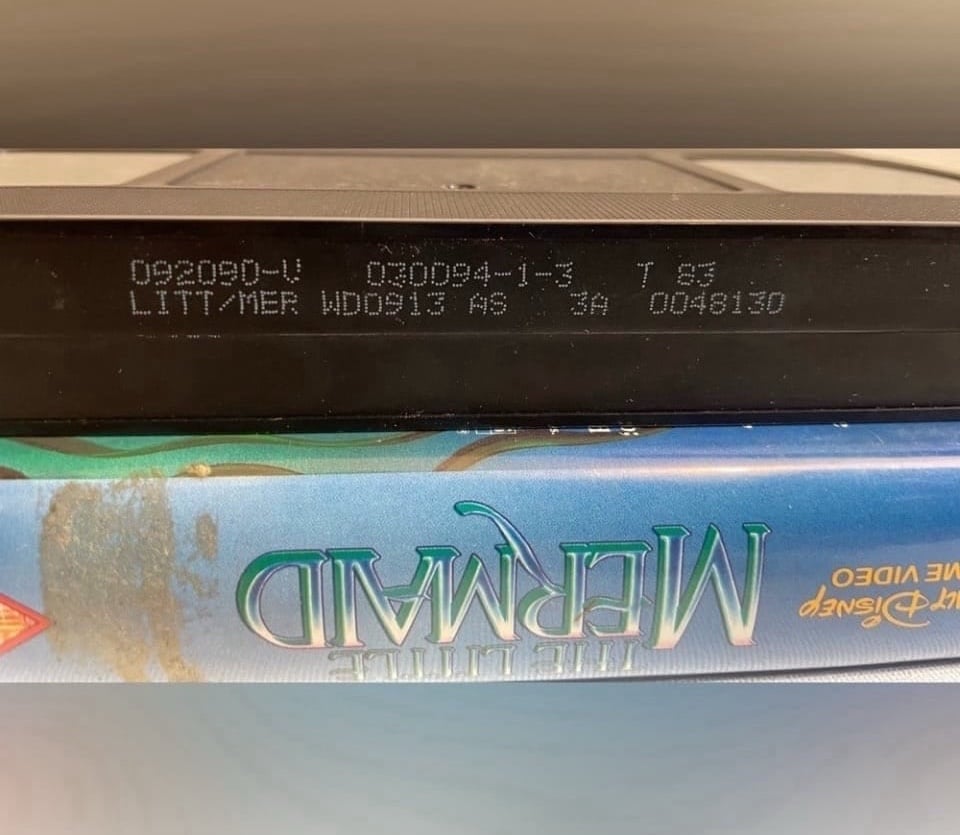 092090-V 030094-1-3 T 83
LITT/MER WD0913 AS 3A 0048130
THE LITTLE
MERMAID
WALT DISNEY
HOME VIDEO